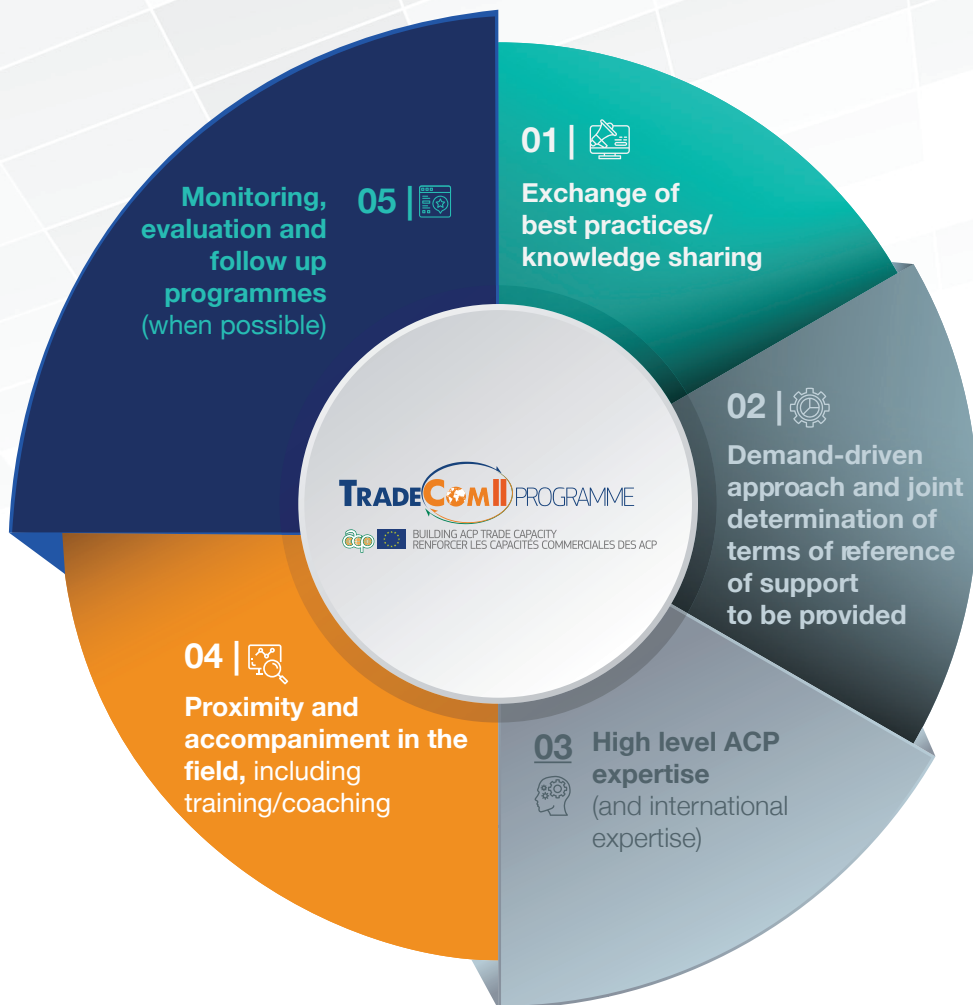 01 |
Exchange of
best practices/
knowledge sharing
02 |
Demand-driven
approach and joint
determination of
terms of reference
of support
to be provided
03
High level ACP
expertise
(and international
expertise)
04 |
Proximity and
accompaniment in the
field, including
training/coaching
05 |
Monitoring,
evaluation and
follow up
programmes
(when possible)
TRADECOMII PROGRAMME
acp
BUILDING ACP TRADE CAPACITY
RENFORCER LES CAPACITÉS COMMERCIALES DES ACP